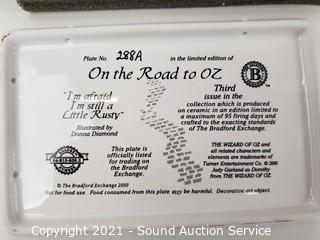 Plate No. 288A in the limited edition of
On the Road to OZ
B
"I'm afraid
I'm still a
Little Rusty"
Illustrated by
Donna Diamond
Third
issue in the
collection which is produced
on ceramic in an edition limited to
a maximum of 95 firing days and
crafted to the exacting standards
of The Bradford Exchange.
This plate is
officially listed
for trading on
the Bradford
Exchange.
THE WIZARD OF OZ and
all related characters and
elements are trademarks of
Turner Entertainment Co. © 2000
Judy Garland as Dorothy
from THE WIZARD OF OZ
© The Bradford Exchange 2000
Not for food use. Food consumed from this plate may be harmful. Decorative art object.
Copyright 2021 - Sound Auction Service